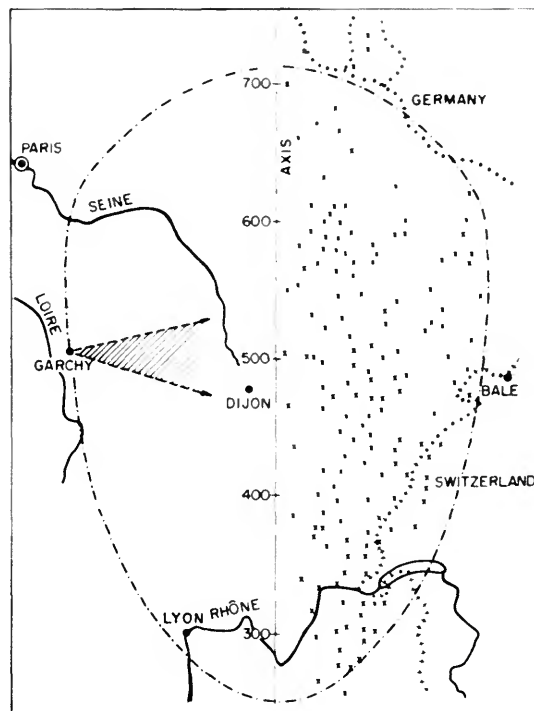 700
GERMANY
PARIS
AXIS
SEINE
600
LOIRE
GARCHY
500
DIJON
BALE
SWITZERLAND
400
LYON RHÔNE
300